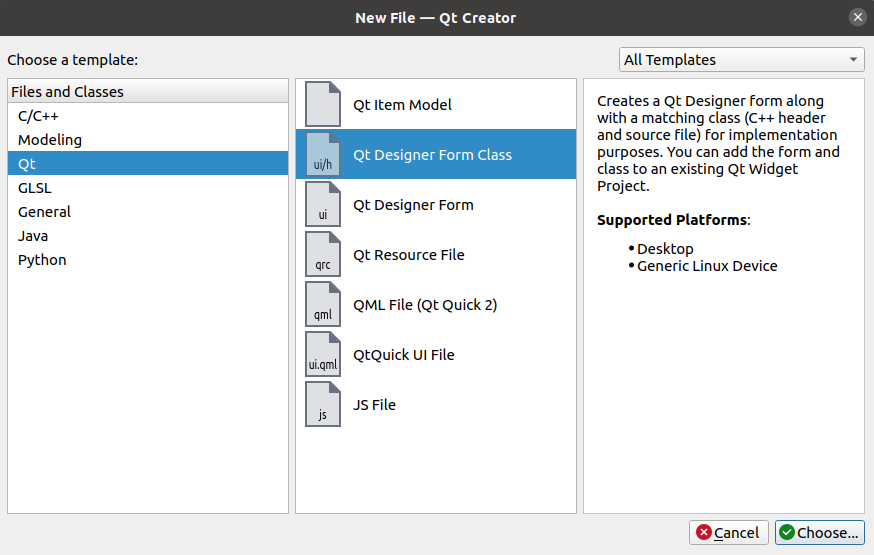 New File — Qt Creator
Choose a template:
All Templates
Files and Classes
C/C++
Modeling
Qt
GLSL
General
Java
Python
Qt Item Model
ui/h
Qt Designer Form Class
ui
Qt Designer Form
qrc
Qt Resource File
qml
QML File (Qt Quick 2)
ui.qml
QtQuick UI File
js
JS File
Creates a Qt Designer form along
with a matching class (C++ header
and source file) for implementation
purposes. You can add the form and
class to an existing Qt Widget
Project.
Supported Platforms:
• Desktop
• Generic Linux Device
Cancel
Choose...